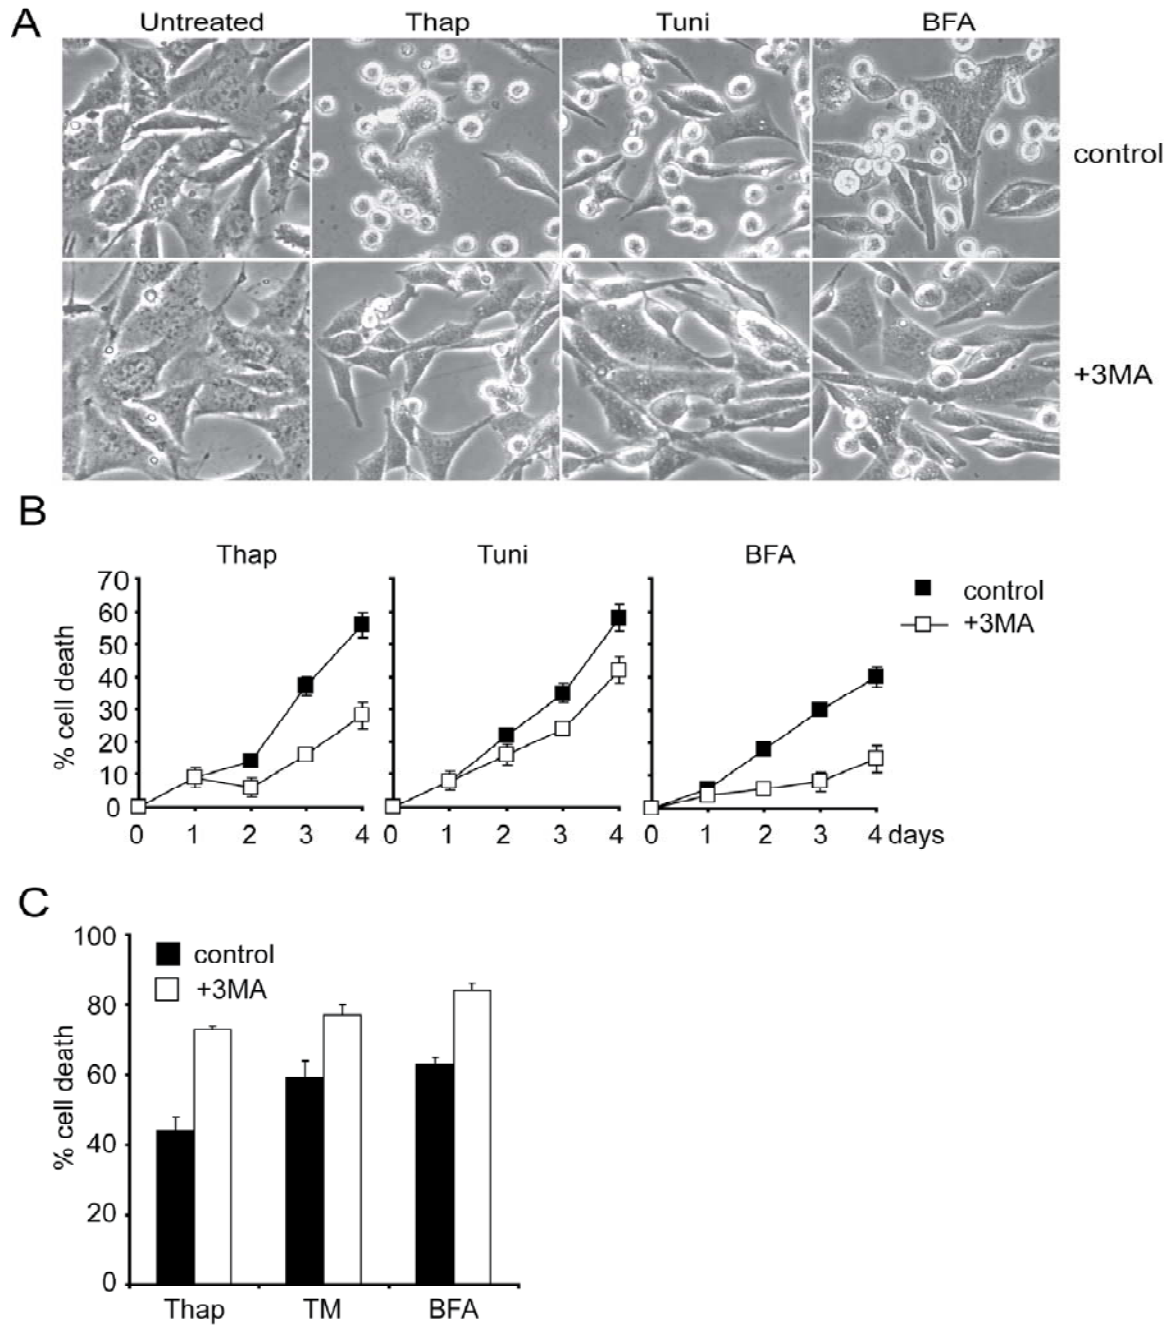 A
Untreated Thap Tuni BFA
control
+3MA
B
Thap Tuni BFA
% cell death
70
60
50
40
30
20
10
0
0 1 2 3 4
0 1 2 3 4
0 1 2 3 4 days
control
+3MA
C
% cell death
100
80
60
40
20
0
control
+3MA
Thap TM BFA